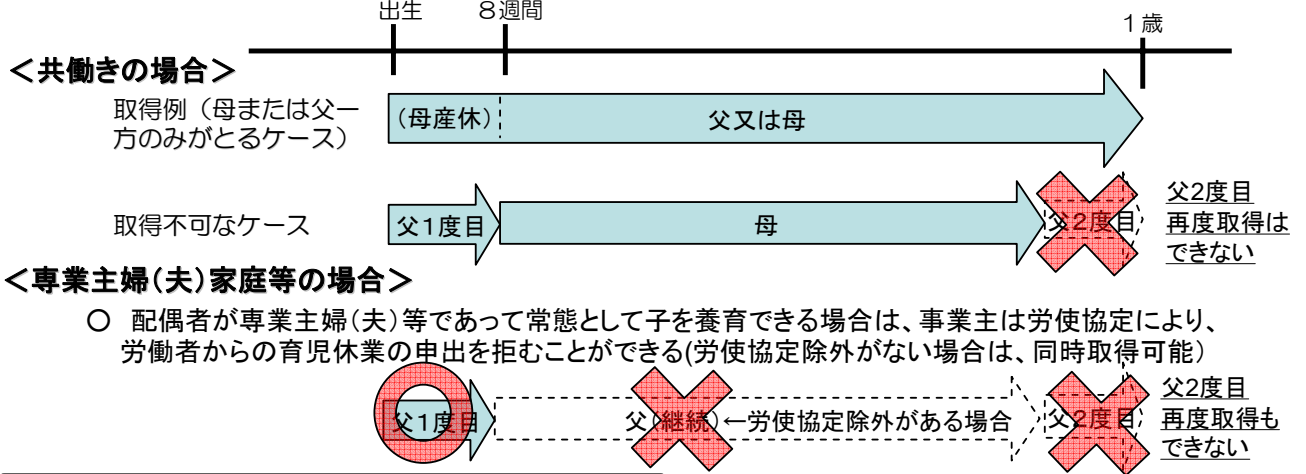 出生 8週間
1歳
＜共働きの場合＞
取得例（母または父一
方のみがとるケース）
（母産休） 父又は母
取得不可なケース 父1度目 母 父2度目
父2度目
再度取得は
できない
＜専業主婦（夫）家庭等の場合＞
○ 配偶者が専業主婦（夫）等であって常態として子を養育できる場合は、事業主は労使協定により、
労働者からの育児休業の申出を拒むことができる(労使協定除外がない場合は、同時取得可能）
父1度目 父（継続）←労使協定除外がある場合 父2度目
父2度目
再度取得も
できない